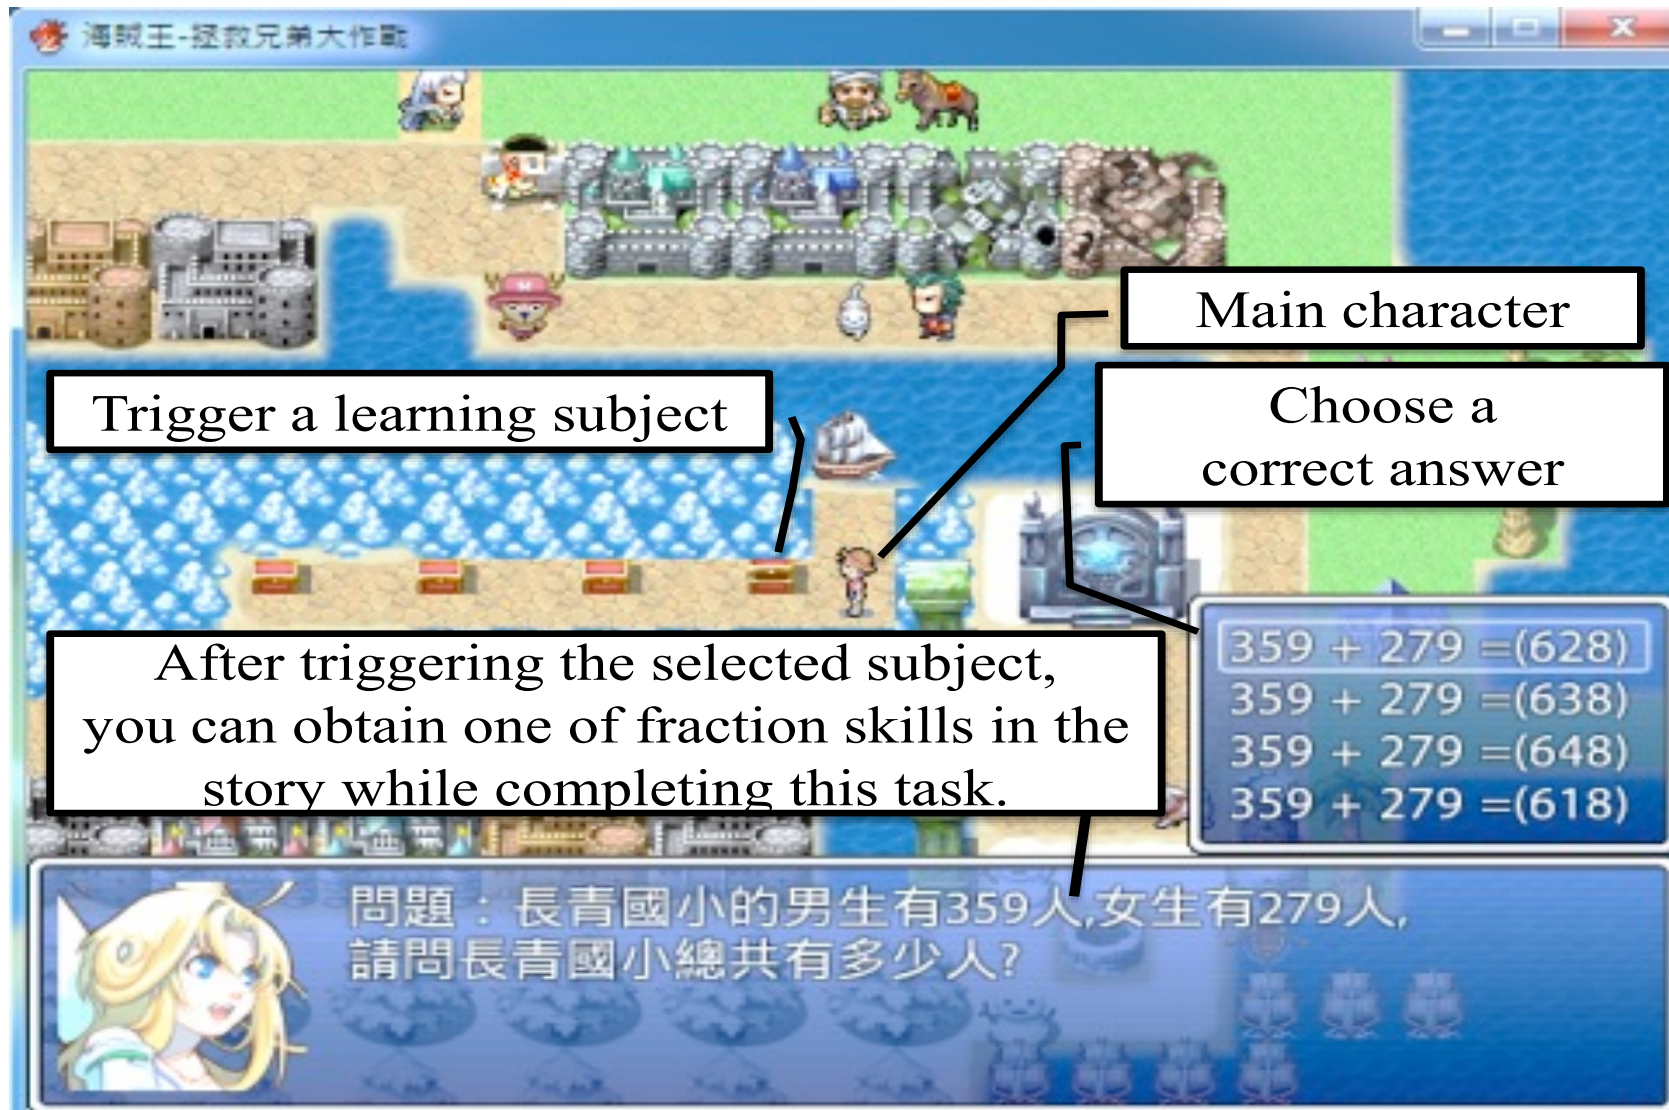 海賊王-拯救兄弟大作戰
Main character
Trigger a learning subject
Choose a
correct answer
After triggering the selected subject,
you can obtain one of fraction skills in the
story while completing this task.
359 + 279 =(628)
359 + 279 =(638)
359 + 279 =(648)
359 + 279 =(618)
問題：長青國小的男生有359人,女生有279人,
請問長青國小總共有多少人?